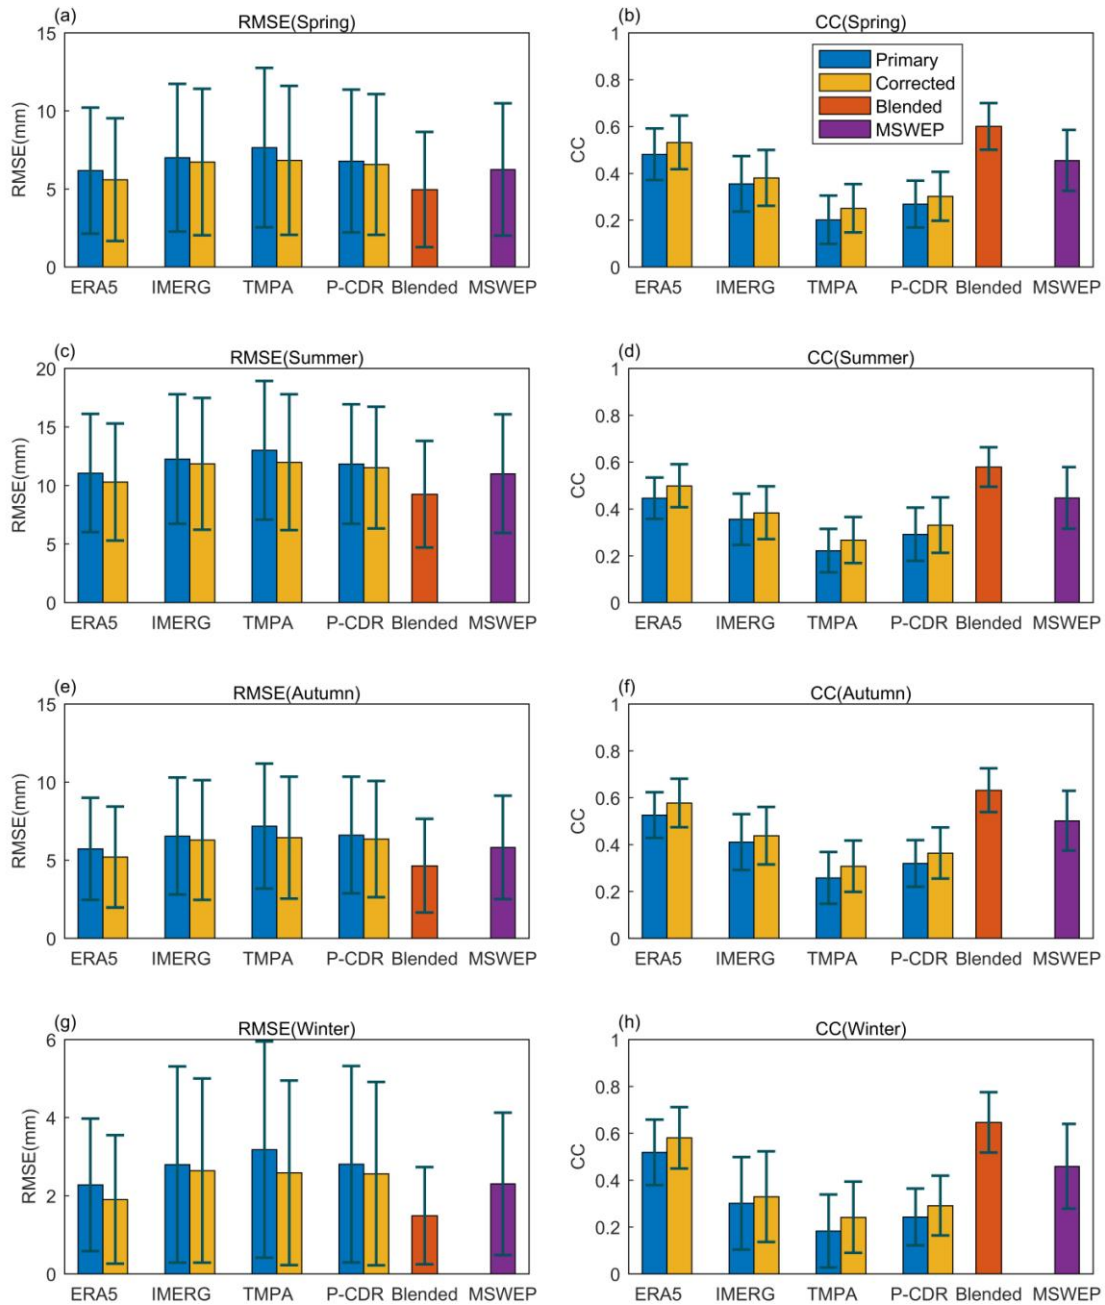 (a) RMSE(Spring)
15
10
5
0
RMSE(mm)
ERA5 IMERG TMPA P-CDR Blended MSWEP
(b) CC(Spring)
1
0.8
0.6
0.4
0.2
0
CC
Primary
Corrected
Blended
MSWEP
ERA5 IMERG TMPA P-CDR Blended MSWEP
(c) RMSE(Summer)
20
15
10
5
0
RMSE(mm)
ERA5 IMERG TMPA P-CDR Blended MSWEP
(d) CC(Summer)
1
0.8
0.6
0.4
0.2
0
CC
ERA5 IMERG TMPA P-CDR Blended MSWEP
(e) RMSE(Autumn)
15
10
5
0
RMSE(mm)
ERA5 IMERG TMPA P-CDR Blended MSWEP
(f) CC(Autumn)
1
0.8
0.6
0.4
0.2
0
CC
ERA5 IMERG TMPA P-CDR Blended MSWEP
(g) RMSE(Winter)
6
4
2
0
RMSE(mm)
ERA5 IMERG TMPA P-CDR Blended MSWEP
(h) CC(Winter)
1
0.8
0.6
0.4
0.2
0
CC
ERA5 IMERG TMPA P-CDR Blended MSWEP